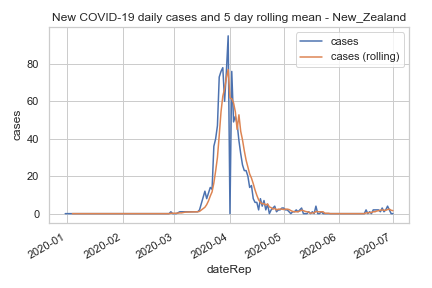 New COVID-19 daily cases and 5 day rolling mean - New_Zealand
cases
cases (rolling)
80
60
40
20
0
cases
2020-01
2020-02
2020-03
2020-04
2020-05
2020-06
2020-07
dateRep